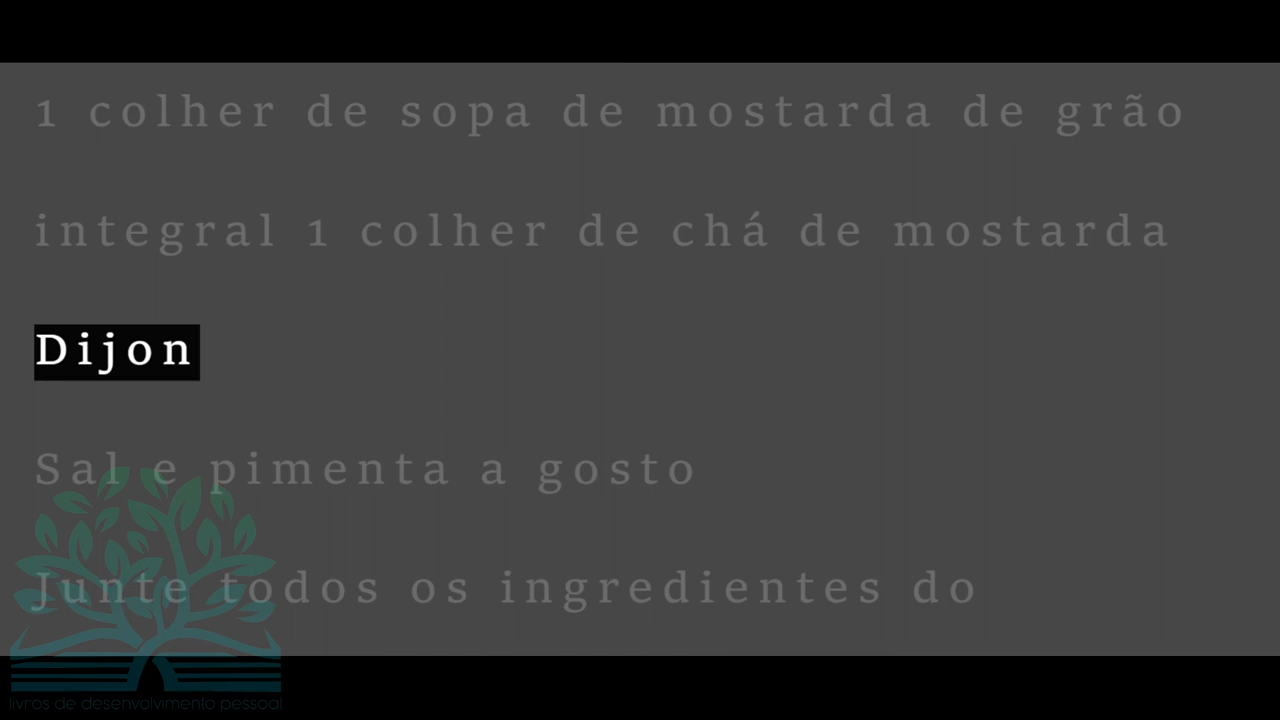 1 colher de sopa de mostarda de grão
integral 1 colher de chá de mostarda
Dijon
Sal e pimenta a gosto
Junte todos os ingredientes do
livros de desenvolvimento pessoal